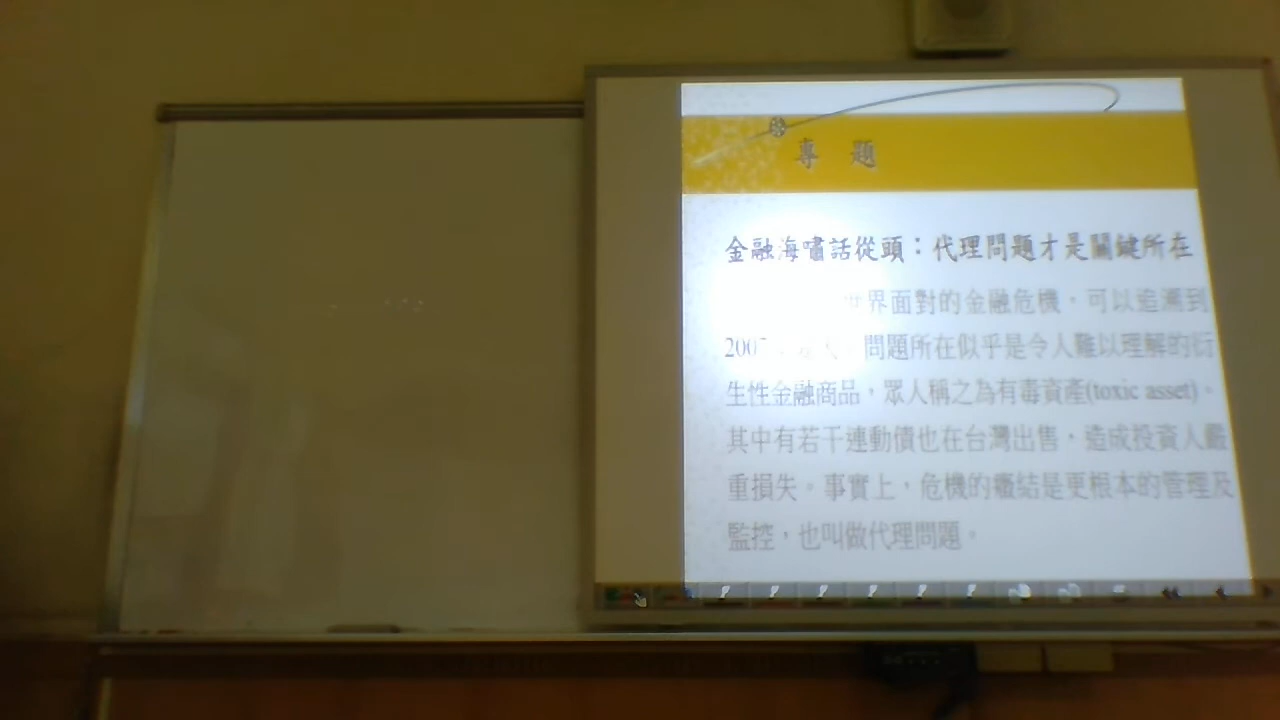 專 題
金融海嘯話從頭：代理問題才是關鍵所在
世界面對的金融危機，可以追溯到
200 問題所在似乎是令人難以理解的衍
生性金融商品，眾人稱之為有毒資產(toxic asset)。
其中有若干連動債也在台灣出售，造成投資人嚴
重損失。事實上，危機的癥結是更根本的管理及
監控，也叫做代理問題。